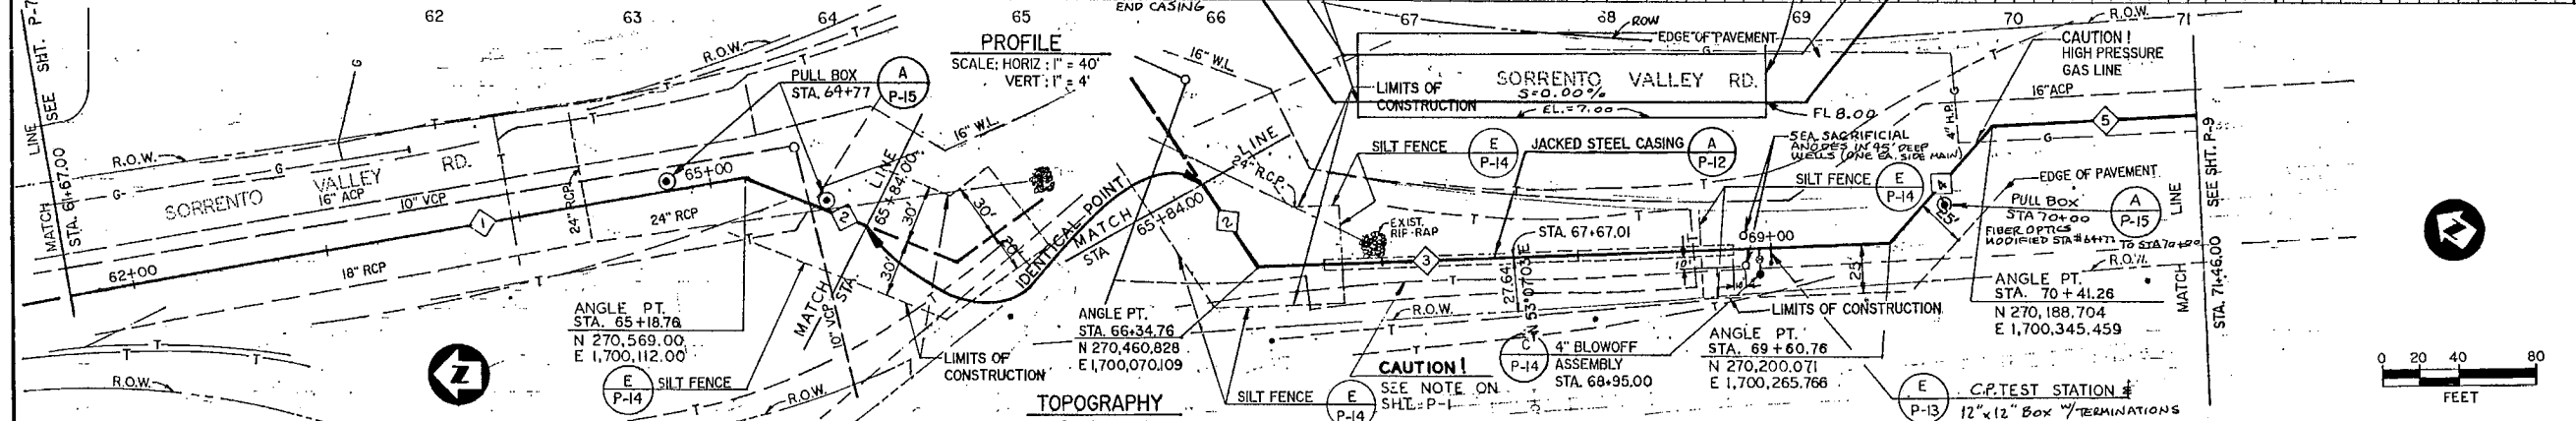 62 63 64 65 66 67 68 69 70 71
END CASING
MATCH LINE SEE SHT. P-7
STA. 61+67.00
PROFILE
SCALE: HORIZ : 1" = 40'
VERT : 1" = 4'
R.O.W.
T
G
PULL BOX
STA. 64+77
A
P-15
16" W.L.
16" W.L.
ROW
EDGE OF PAVEMENT
G
LIMITS OF
CONSTRUCTION
SORRENTO VALLEY RD.
S=0.00%
EL.=7.00
FL 8.00
R.O.W.
CAUTION!
HIGH PRESSURE
GAS LINE
16" ACP
4" H.P. G
5
G
R.O.W.
G
SORRENTO VALLEY RD.
16" ACP
10" VCP
24" RCP
65+00
1
24" RCP
18" RCP
62+00
2
MATCH LINE
STA 65+84.00
30'
30'
30'
20'
IDENTICAL POINT
MATCH LINE
STA 65+84.00
24" R.C.P.
10" VCP
2
SILT FENCE
E
P-14
JACKED STEEL CASING
A
P-12
SEA SACRIFICIAL
ANODES IN 45' DEEP
WELLS (ONE EA. SIDE MAIN)
SILT FENCE
E
P-14
EXIST.
RIP-RAP
STA. 67+67.01
3
27.64'
N 53°07'03"E
69+00
10'
10'
25'
4
25'
EDGE OF PAVEMENT
PULL BOX
STA 70+00
A
P-15
FIBER OPTICS
MODIFIED STA #64+77 TO STA 70+00
R.O.W.
MATCH LINE
STA. 71+46.00
SEE SHT. P-9
ANGLE PT.
STA. 65+18.76
N 270,569.00
E 1,700,112.00
E
P-14
SILT FENCE
R.O.W.
Z
R.O.W.
LIMITS OF
CONSTRUCTION
ANGLE PT.
STA. 66+34.76
N 270,460.828
E 1,700,070.109
TOPOGRAPHY
SILT FENCE
E
P-14
R.O.W.
CAUTION!
SEE NOTE ON
SHT. P-1
C
P-14
4" BLOWOFF
ASSEMBLY
STA. 68+95.00
LIMITS OF CONSTRUCTION
ANGLE PT.
STA. 69+60.76
N 270,200.071
E 1,700,265.766
ANGLE PT.
STA. 70+41.26
N 270,188.704
E 1,700,345.459
E
P-13
C.P. TEST STATION &
12"x12" BOX W/TERMINATIONS
Z
0 20 40 80
FEET